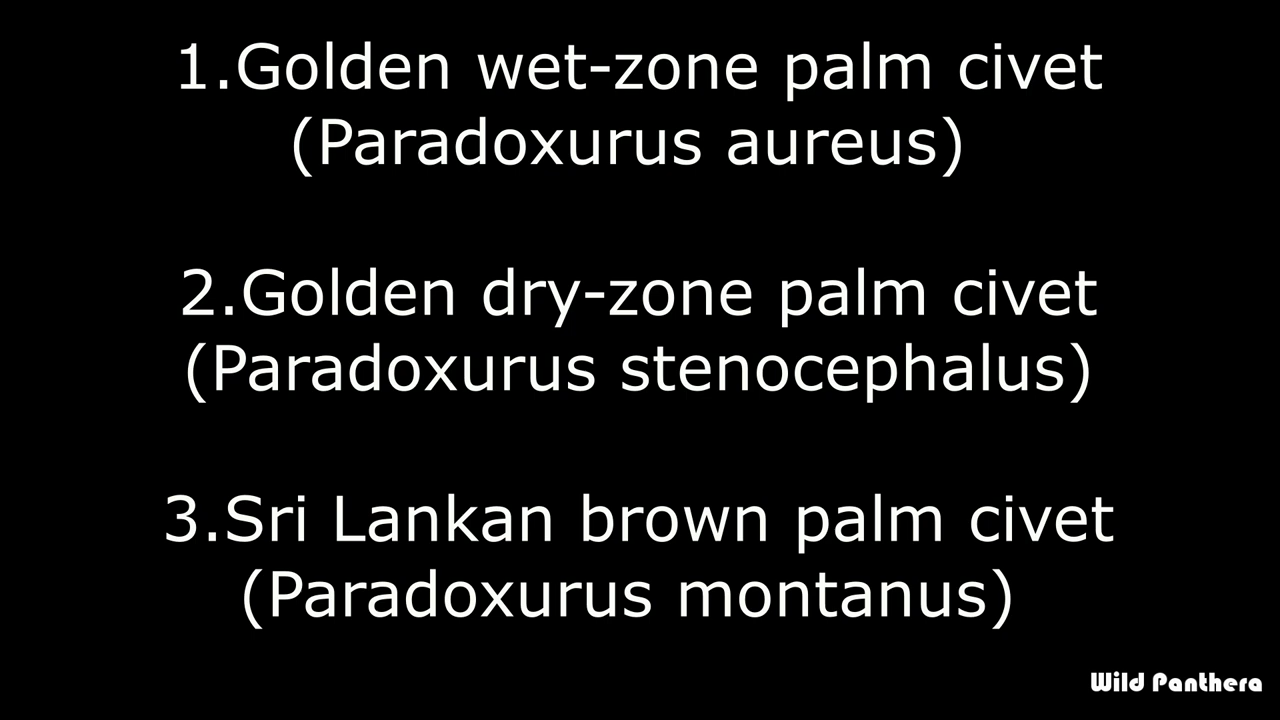 1.Golden wet-zone palm civet
(Paradoxurus aureus)
2.Golden dry-zone palm civet
(Paradoxurus stenocephalus)
3.Sri Lankan brown palm civet
(Paradoxurus montanus)
Wild Panthera